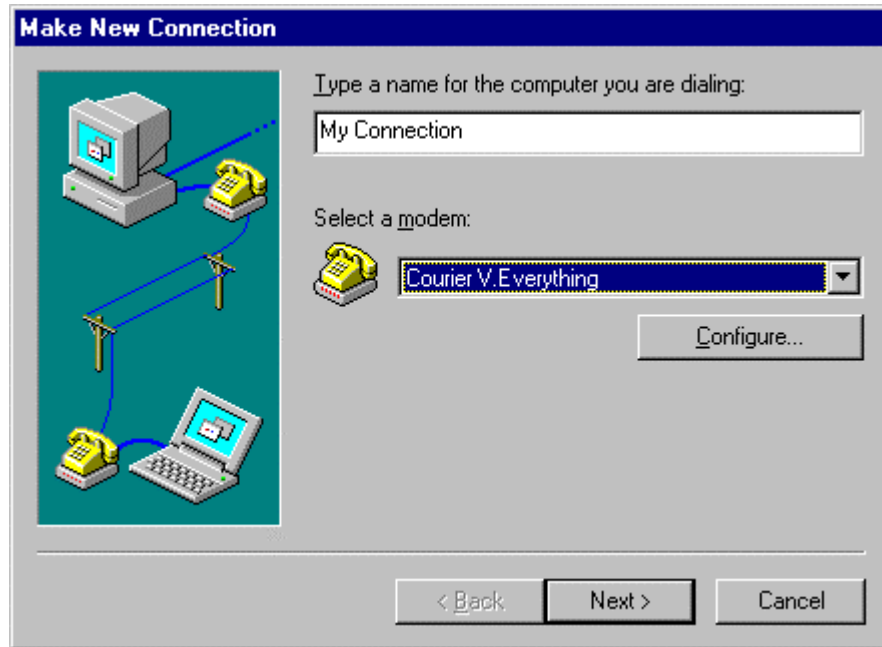 Make New Connection
Type a name for the computer you are dialing:
My Connection
Select a modem:
Courier V.Everything
Configure...
< Back
Next >
Cancel